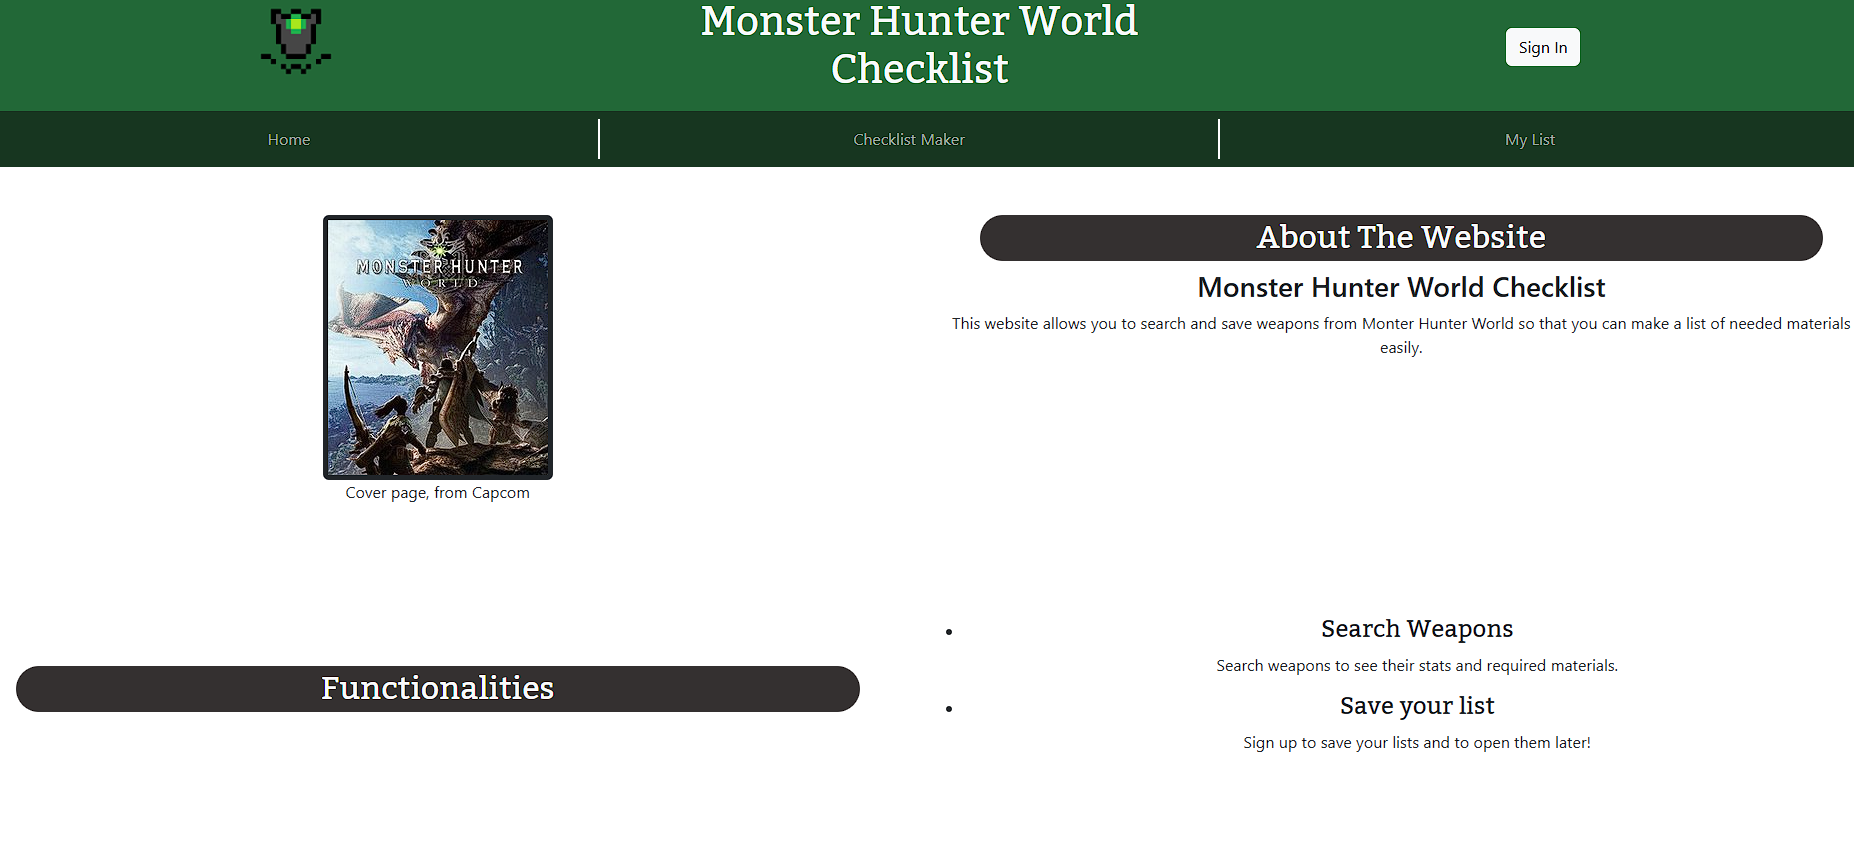 Monster Hunter World
Checklist
Sign In
Home
Checklist Maker
My List
MONSTER HUNTER
WORLD
Cover page, from Capcom
About The Website
Monster Hunter World Checklist
This website allows you to search and save weapons from Monter Hunter World so that you can make a list of needed materials
easily.
Functionalities
Search Weapons
Search weapons to see their stats and required materials.
Save your list
Sign up to save your lists and to open them later!